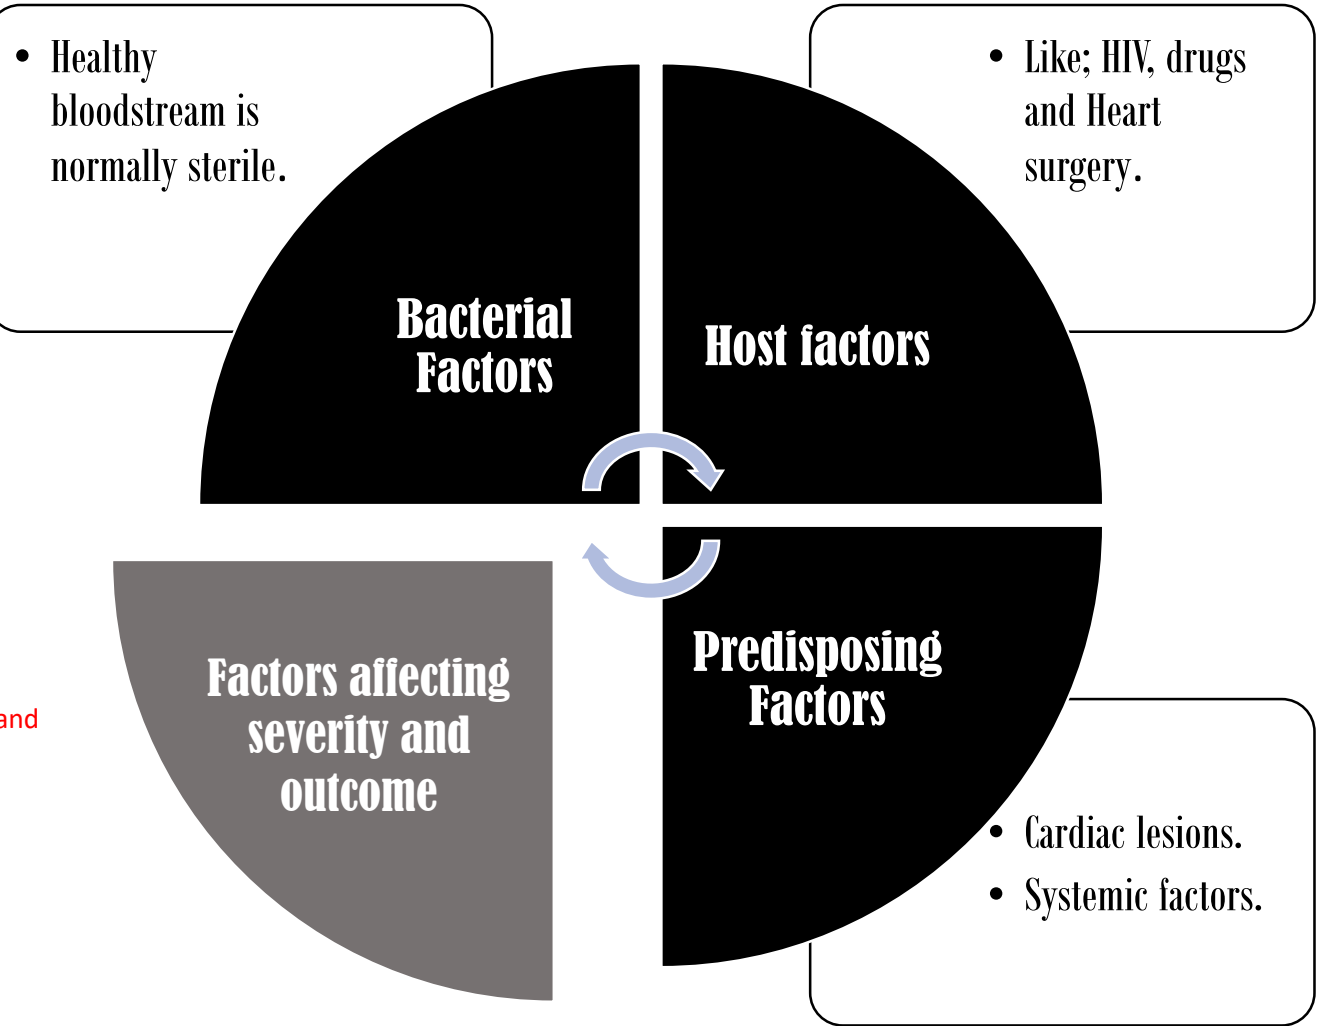 • Healthy
bloodstream is
normally sterile.
• Like; HIV, drugs
and Heart
surgery.
Bacterial
Factors
Host factors
Factors affecting
severity and
outcome
Predisposing
Factors
and
• Cardiac lesions.
• Systemic factors.